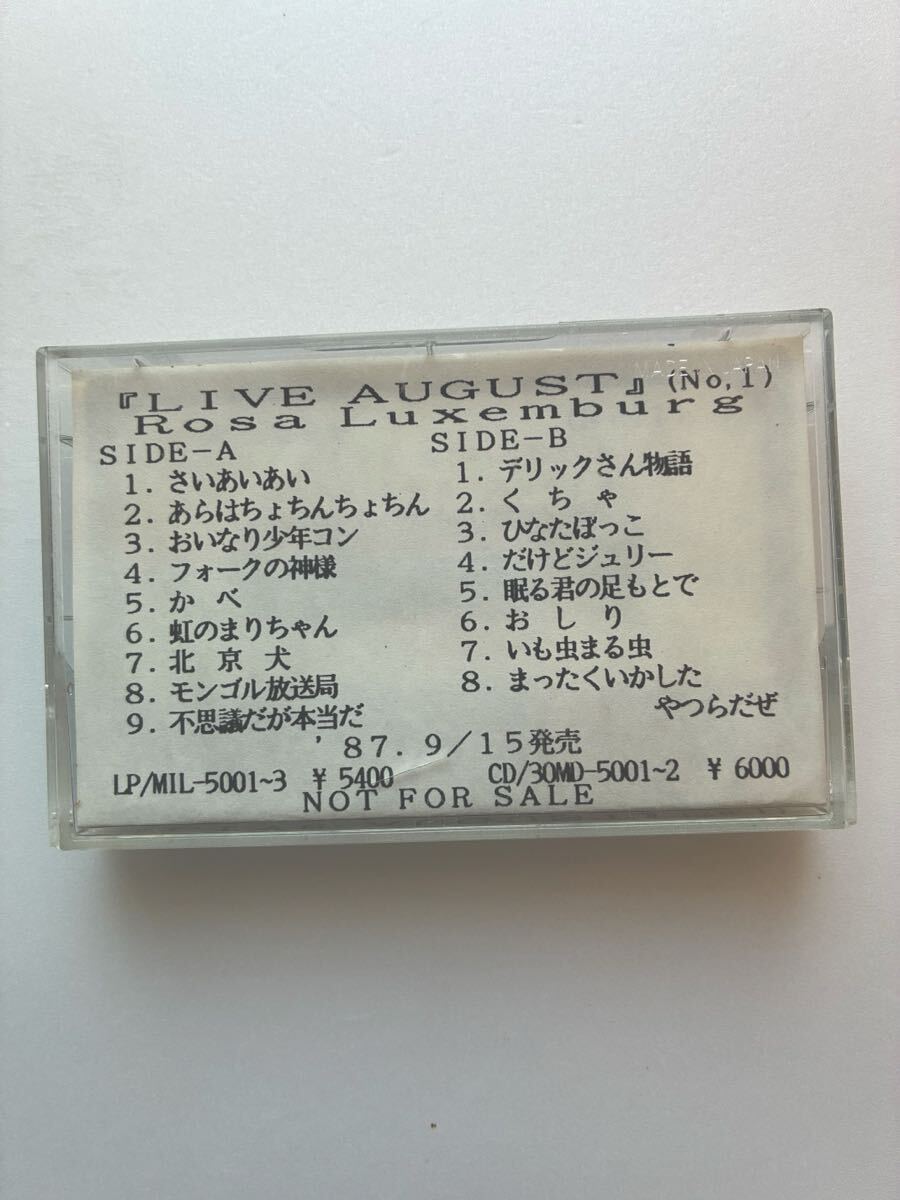 MADE IN JAPAN
『LIVE AUGUST』(No,1)
Rosa Luxemburg
SIDE-A
1. さいあいあい
2. あらはちょちんちょちん
3. おいなり少年コン
4. フォークの神様
5. か べ
6. 虹のまりちゃん
7. 北 京 犬
8. モンゴル放送局
9. 不思議だが本当だ
SIDE-B
1. デリックさん物語
2. く ち ゃ
3. ひなたぼっこ
4. だけどジュリー
5. 眠る君の足もとで
6. お し り
7. いも虫まる虫
8. まったくいかした
やつらだぜ
'87.9/15発売
LP/MIL-5001~3 ¥5400 CD/30MD-5001~2 ¥6000
NOT FOR SALE